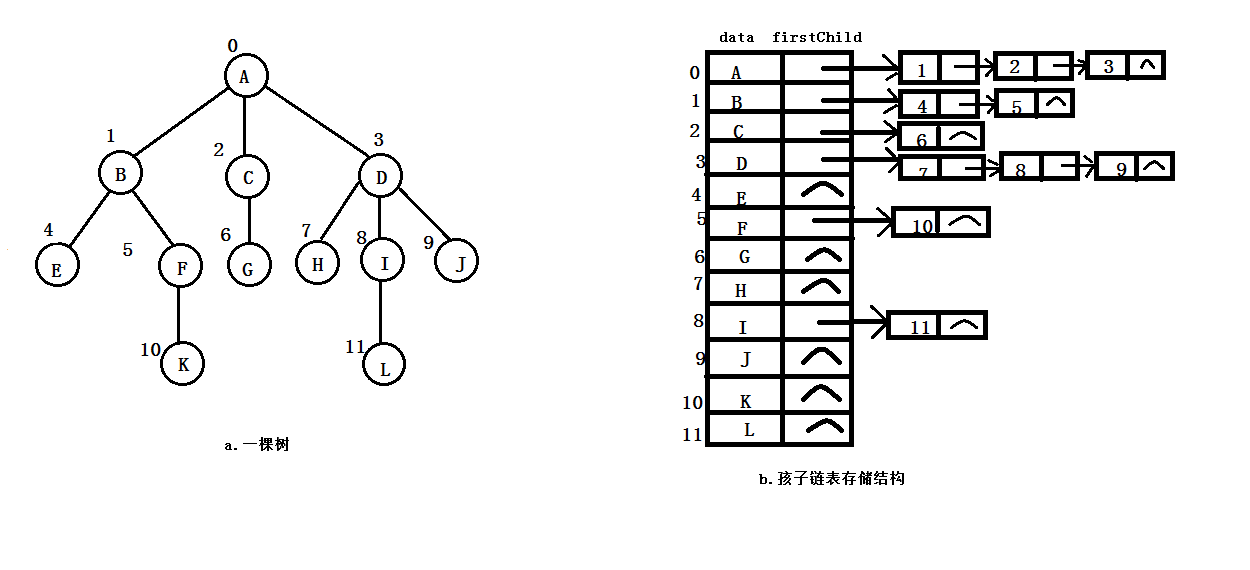 0
A
1
B
2
C
3
D
4
E
5
F
6
G
7
H
8
I
9
J
10
K
11
L
a.一棵树
data firstChild
0 A 1 2 3 ^
1 B 4 5 ^
2 C 6 ^
3 D 7 8 9 ^
4 E ^
5 F 10 ^
6 G ^
7 H ^
8 I 11 ^
9 J ^
10 K ^
11 L ^
b.孩子链表存储结构